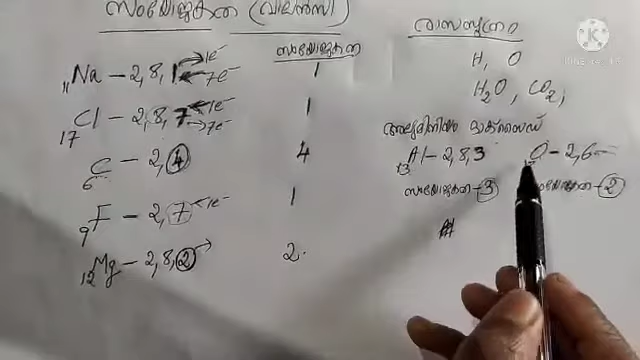 സംയോജകത (വാലൻസി)
സംയോജകത
₁₁Na – 2,8,1 1e⁻ 7e⁻ 1
₁₇Cl – 2,8,7 1e⁻ 7e⁻ 1
₆C – 2,4 4
₉F – 2,7 1e⁻ 1
₁₂Mg – 2,8,2 2
രാസസൂത്രം
H, O
H₂O, CO₂,
അലുമിനിയം ഓക്സൈഡ്
₁₃Al – 2,8,3 O – 2,6
സംയോജകത – 3 സംയോജകത – 2
KINEMASTER